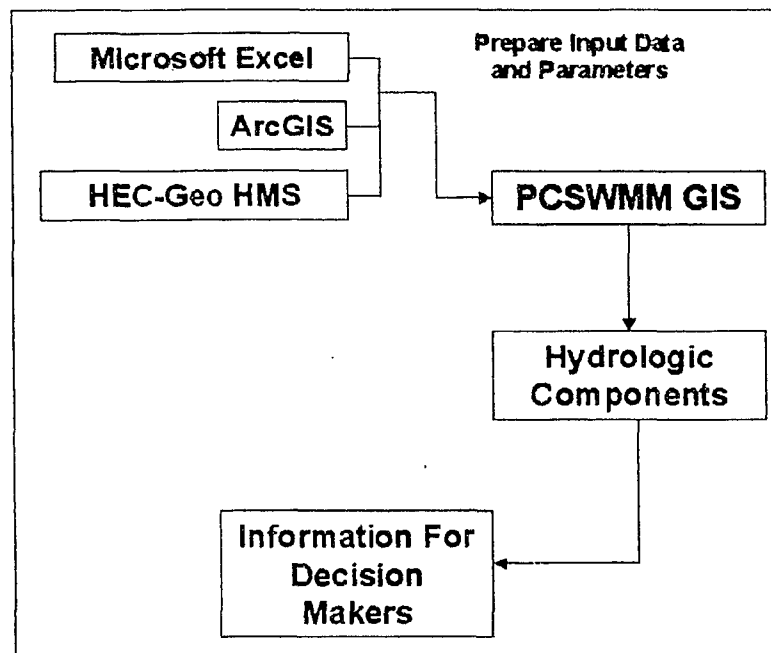 Microsoft Excel
Prepare Input Data
and Parameters
ArcGIS
HEC-Geo HMS
PCSWMM GIS
Hydrologic
Components
Information For
Decision
Makers